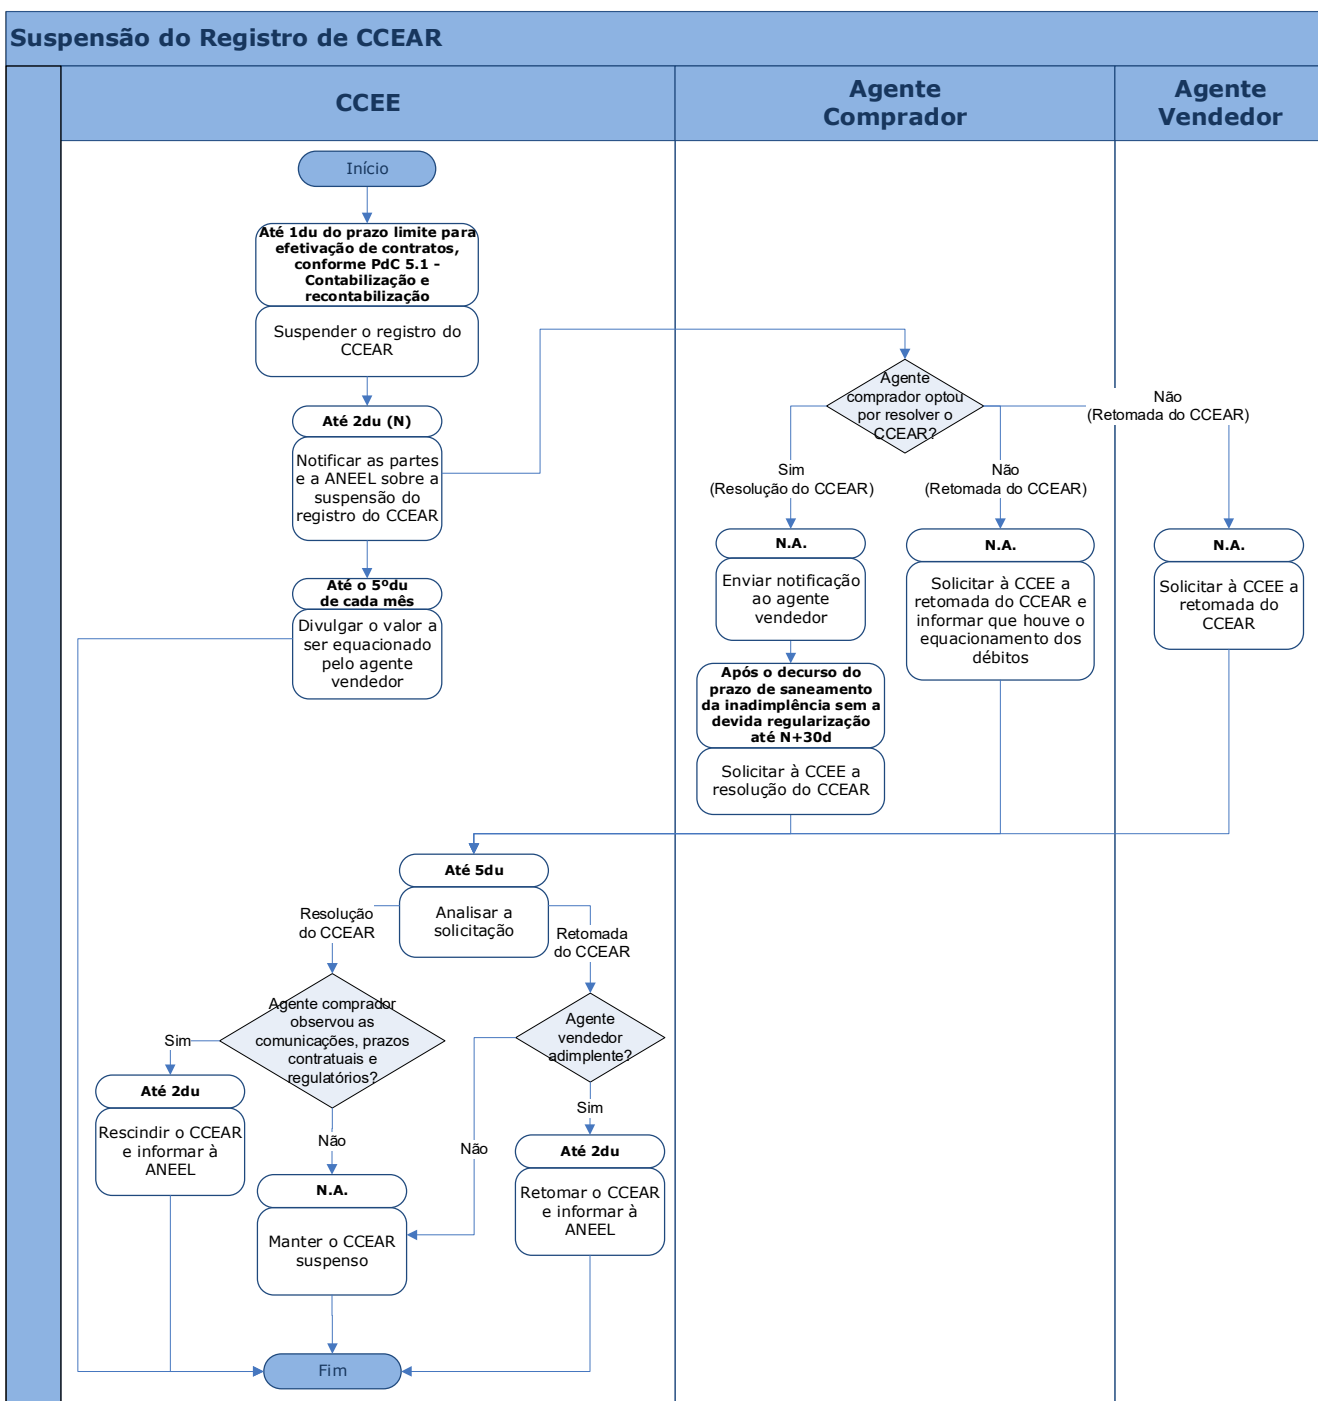 Suspensão do Registro de CCEAR
CCEE
Agente
Comprador
Agente
Vendedor
Início
Até 1du do prazo limite para
efetivação de contratos,
conforme PdC 5.1 -
Contabilização e
recontabilização
Suspender o registro do
CCEAR
Até 2du (N)
Notificar as partes
e a ANEEL sobre a
suspensão do
registro do CCEAR
Até o 5ºdu
de cada mês
Divulgar o valor a
ser equacionado
pelo agente
vendedor
Agente
comprador optou
por resolver o
CCEAR?
Sim
(Resolução do CCEAR)
Não
(Retomada do CCEAR)
Não
(Retomada do CCEAR)
N.A.
Enviar notificação
ao agente
vendedor
Após o decurso do
prazo de saneamento
da inadimplência sem a
devida regularização
até N+30d
Solicitar à CCEE a
resolução do CCEAR
N.A.
Solicitar à CCEE a
retomada do CCEAR e
informar que houve o
equacionamento dos
débitos
N.A.
Solicitar à CCEE a
retomada do
CCEAR
Até 5du
Analisar a
solicitação
Resolução
do CCEAR
Retomada
do CCEAR
Agente comprador
observou as
comunicações, prazos
contratuais e
regulatórios?
Agente
vendedor
adimplente?
Sim
Até 2du
Rescindir o CCEAR
e informar à
ANEEL
Não
N.A.
Manter o CCEAR
suspenso
Não
Sim
Até 2du
Retomar o CCEAR
e informar à
ANEEL
Fim